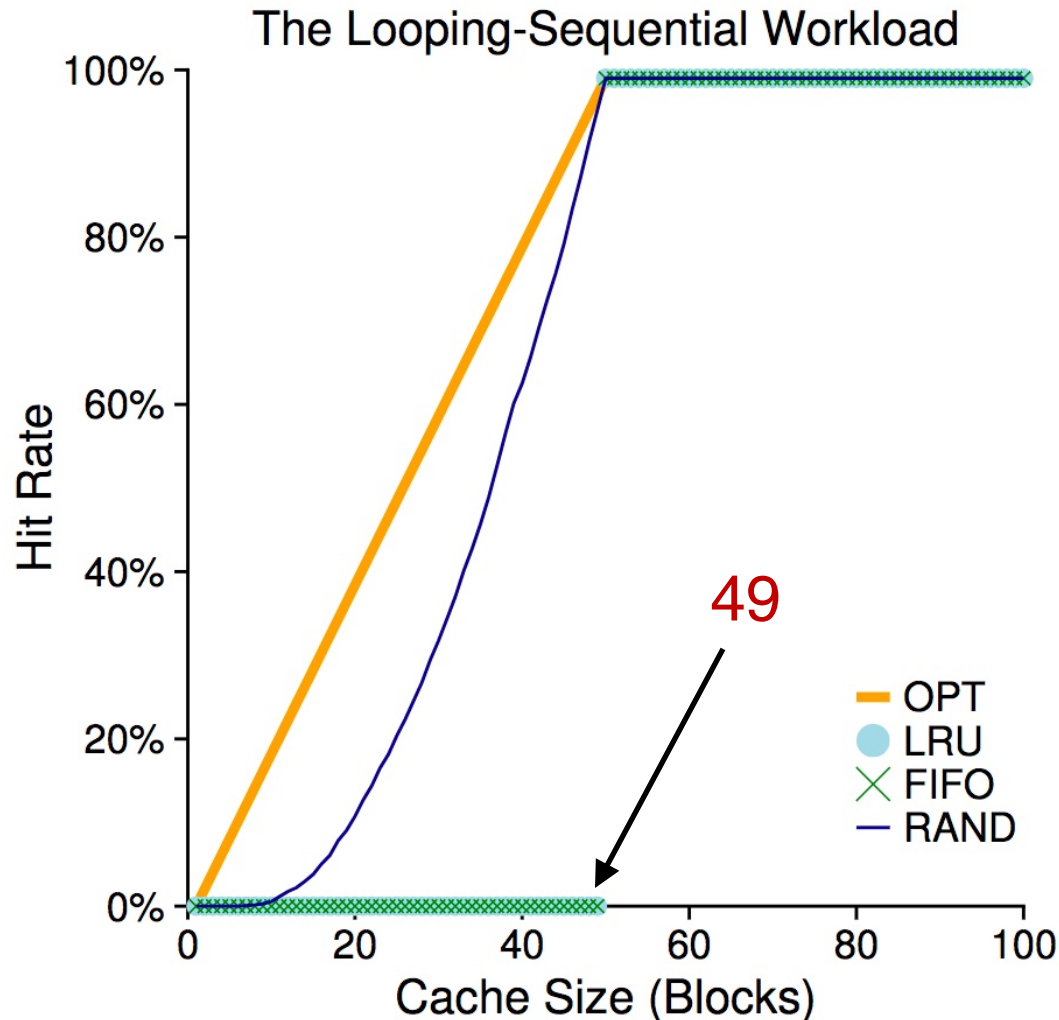 The Looping-Sequential Workload
100%
80%
60%
40%
20%
0%
Hit Rate
49
OPT
LRU
FIFO
RAND
0 20 40 60 80 100
Cache Size (Blocks)